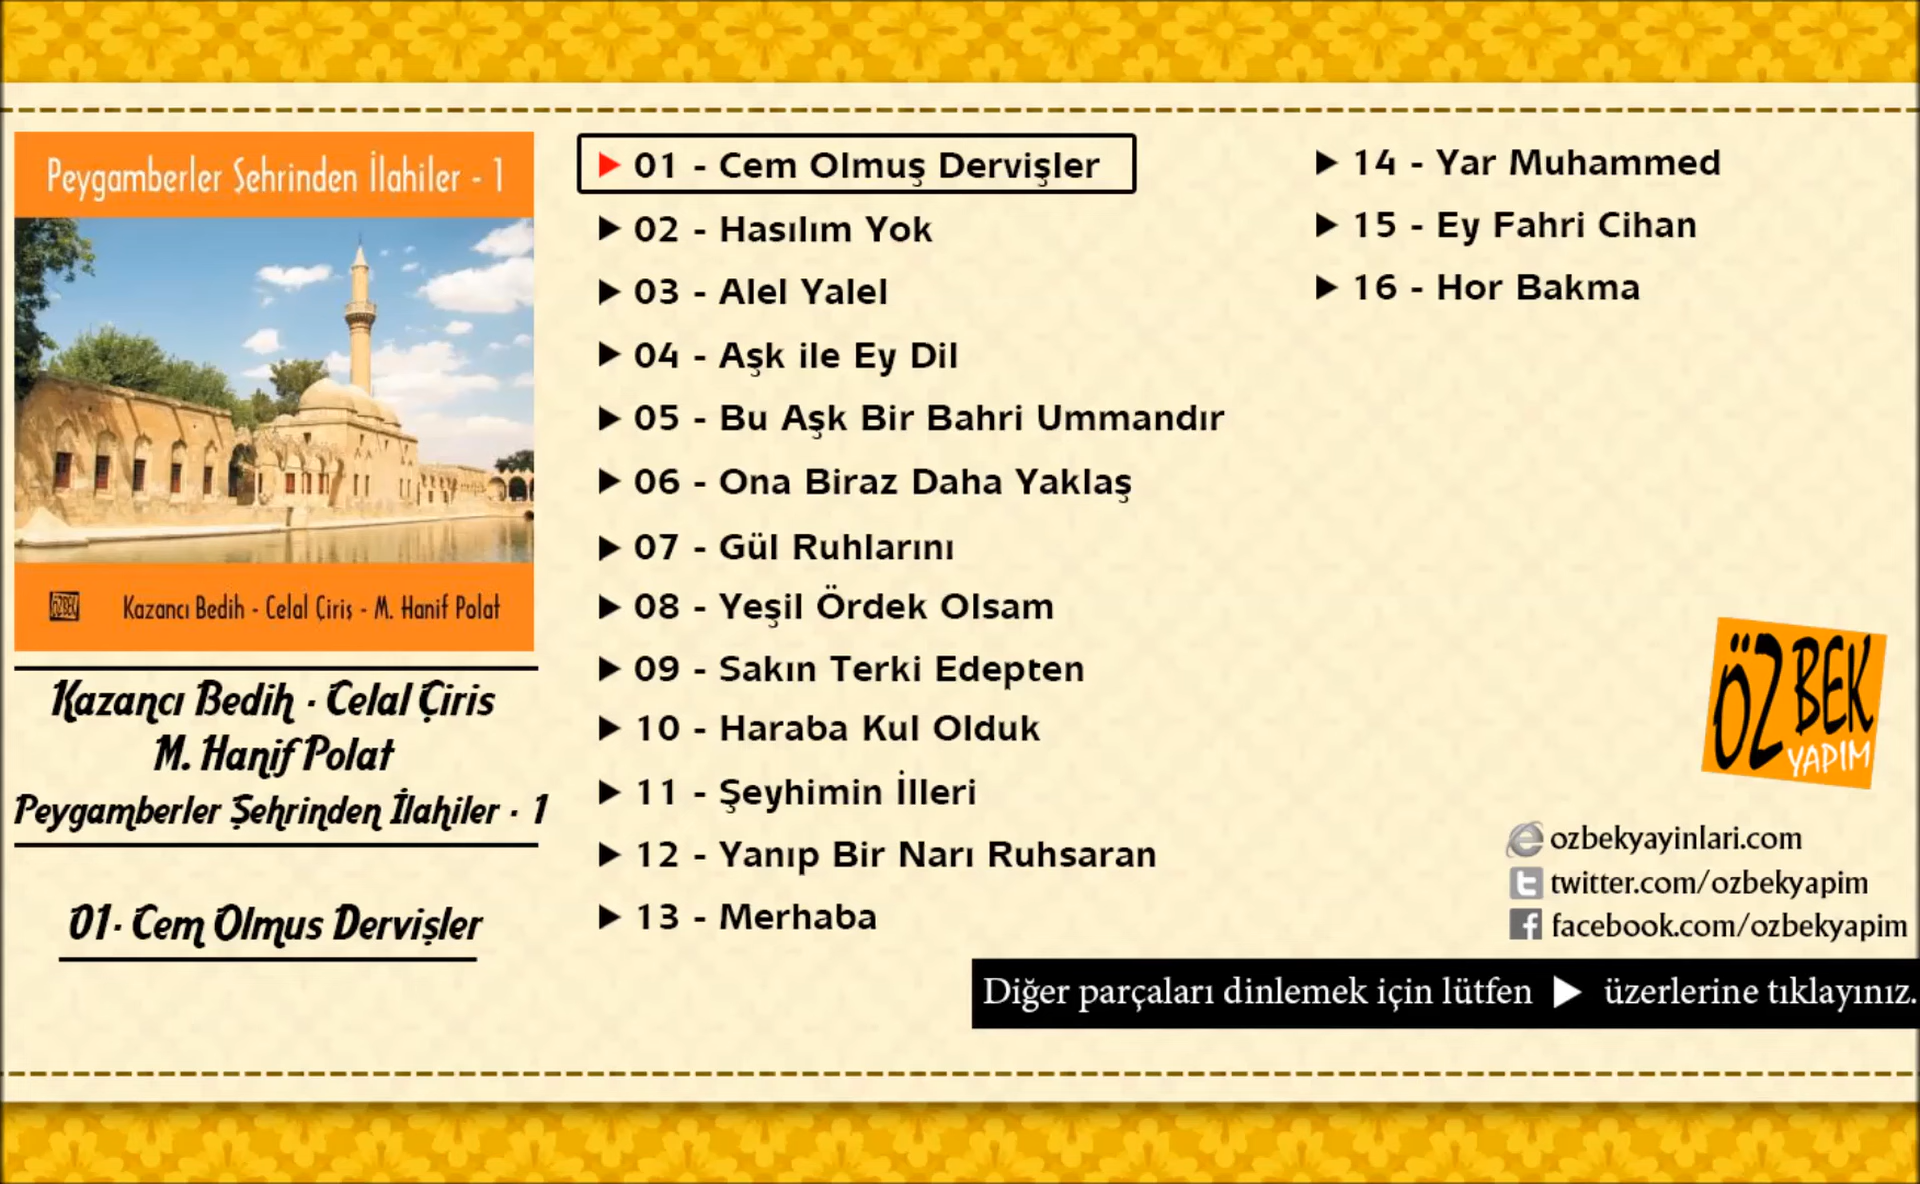 Peygamberler Şehrinden İlahiler - 1
ÖZBEK
Kazancı Bedih - Celal Çiris - M. Hanif Polat
Kazancı Bedih - Celal Çiris
M. Hanif Polat
Peygamberler Şehrinden İlahiler - 1
01- Cem Olmus Dervişler
01 - Cem Olmuş Dervişler
02 - Hasılım Yok
03 - Alel Yalel
04 - Aşk ile Ey Dil
05 - Bu Aşk Bir Bahri Ummandır
06 - Ona Biraz Daha Yaklaş
07 - Gül Ruhlarını
08 - Yeşil Ördek Olsam
09 - Sakın Terki Edepten
10 - Haraba Kul Olduk
11 - Şeyhimin İlleri
12 - Yanıp Bir Narı Ruhsaran
13 - Merhaba
14 - Yar Muhammed
15 - Ey Fahri Cihan
16 - Hor Bakma
ÖZBEK
YAPIM
ozbekyayinlari.com
twitter.com/ozbekyapim
facebook.com/ozbekyapim
Diğer parçaları dinlemek için lütfen ▶ üzerlerine tıklayınız.